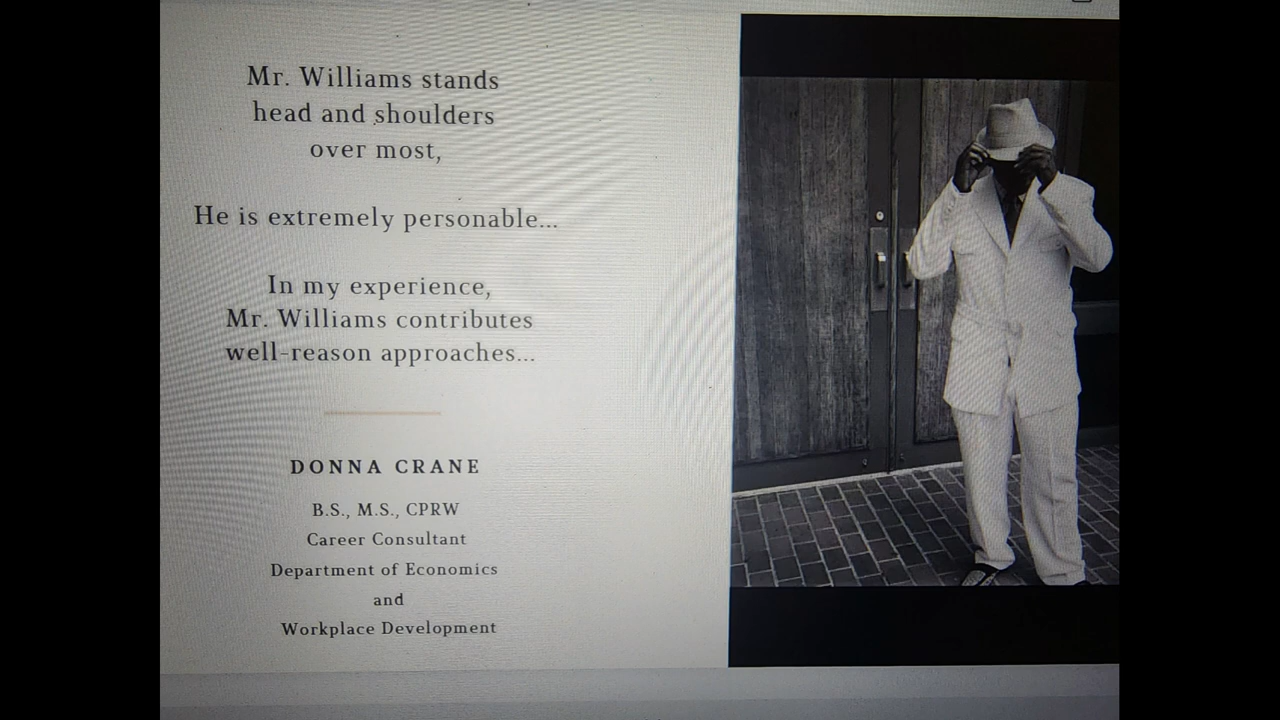 Mr. Williams stands
head and shoulders
over most,
He is extremely personable...
In my experience,
Mr. Williams contributes
well-reason approaches...
DONNA CRANE
B.S., M.S., CPRW
Career Consultant
Department of Economics
and
Workplace Development